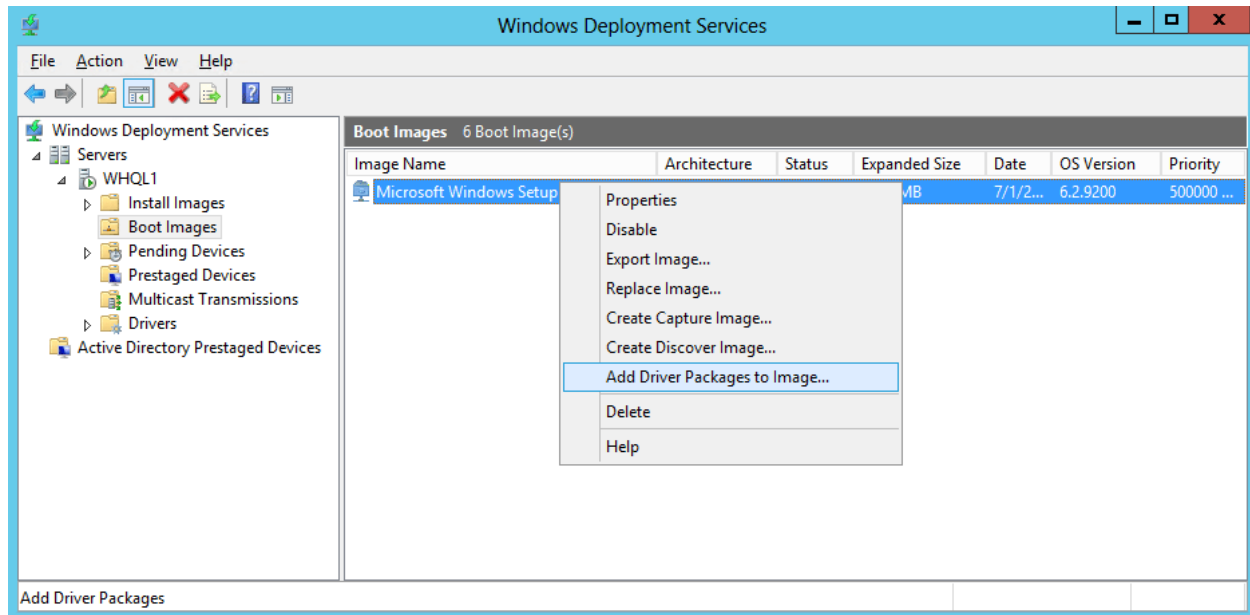 Windows Deployment Services
File Action View Help
Windows Deployment Services
Servers
WHQL1
Install Images
Boot Images
Pending Devices
Prestaged Devices
Multicast Transmissions
Drivers
Active Directory Prestaged Devices
Boot Images 6 Boot Image(s)
Image Name Architecture Status Expanded Size Date OS Version Priority
Microsoft Windows Setup MB 7/1/2... 6.2.9200 500000 ...
Properties
Disable
Export Image...
Replace Image...
Create Capture Image...
Create Discover Image...
Add Driver Packages to Image...
Delete
Help
Add Driver Packages